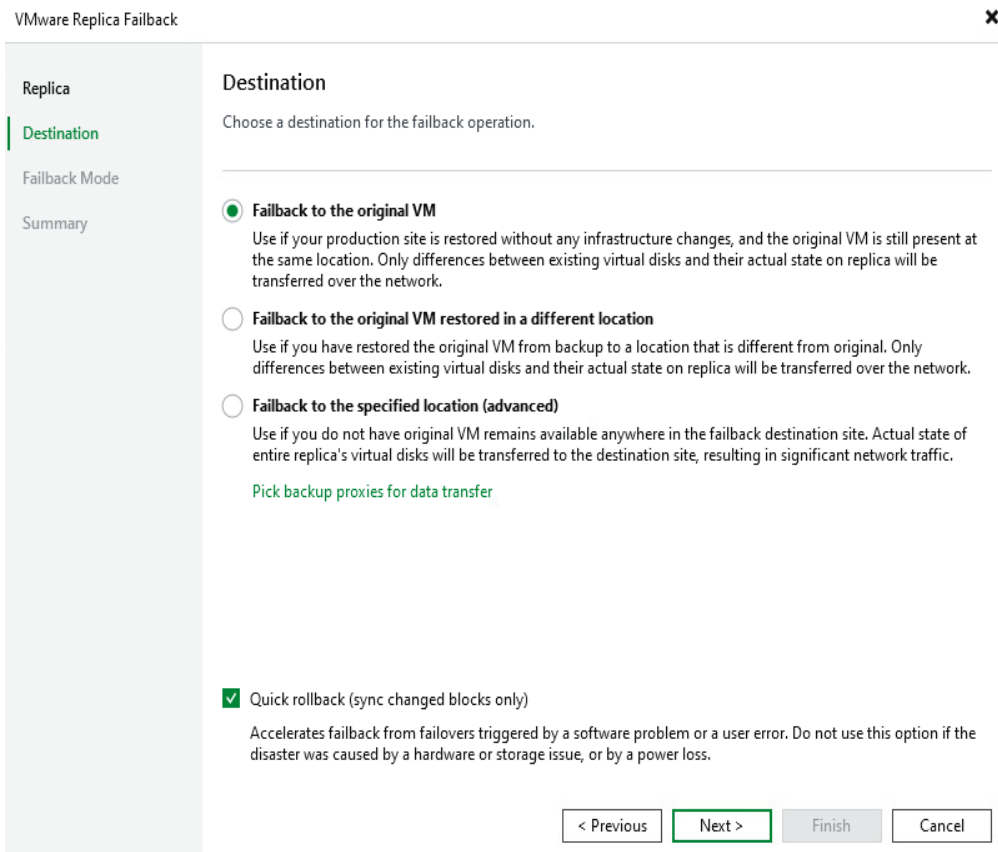 VMware Replica Failback
Replica
Destination
Failback Mode
Summary
Destination
Choose a destination for the failback operation.
Failback to the original VM
Use if your production site is restored without any infrastructure changes, and the original VM is still present at
the same location. Only differences between existing virtual disks and their actual state on replica will be
transferred over the network.
Failback to the original VM restored in a different location
Use if you have restored the original VM from backup to a location that is different from original. Only
differences between existing virtual disks and their actual state on replica will be transferred over the network.
Failback to the specified location (advanced)
Use if you do not have original VM remains available anywhere in the failback destination site. Actual state of
entire replica's virtual disks will be transferred to the destination site, resulting in significant network traffic.
Pick backup proxies for data transfer
Quick rollback (sync changed blocks only)
Accelerates failback from failovers triggered by a software problem or a user error. Do not use this option if the
disaster was caused by a hardware or storage issue, or by a power loss.
< Previous
Next >
Finish
Cancel